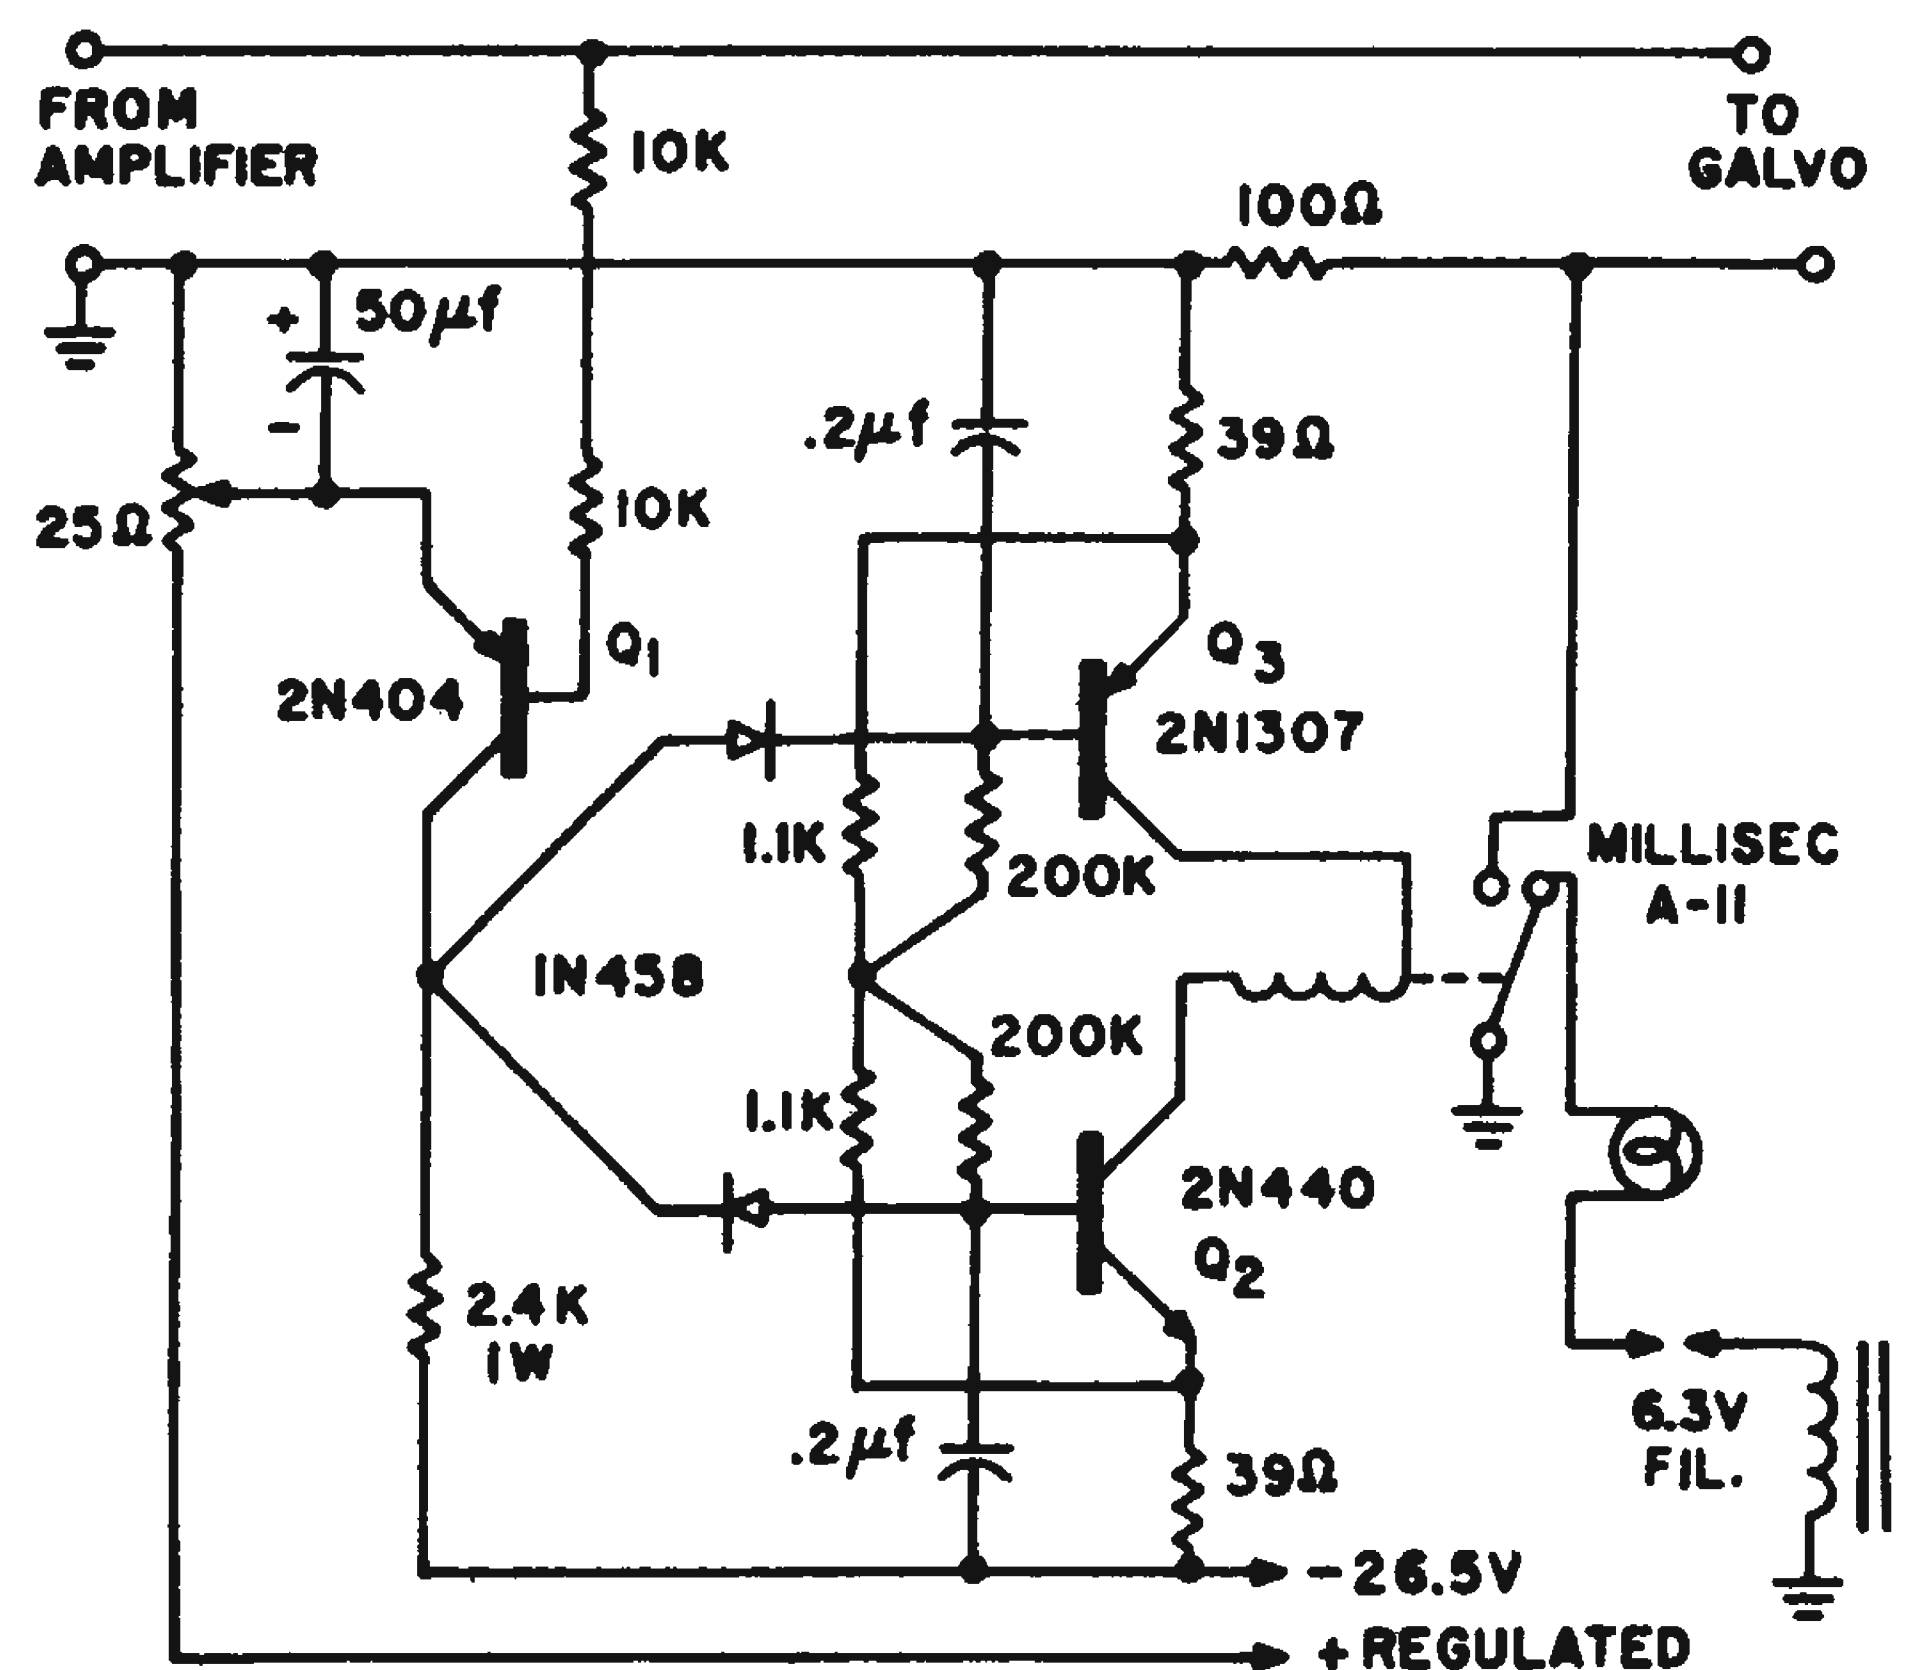 FROM
AMPLIFIER
10K
TO
GALVO
100Ω
+
50μf
-
.2μf
39Ω
25Ω
10K
Q1
2N404
Q3
2N1307
1.1K
200K
MILLISEC
A-11
1N458
200K
1.1K
2N440
Q2
2.4K
1W
6.3V
FIL.
.2μf
39Ω
-26.5V
+REGULATED